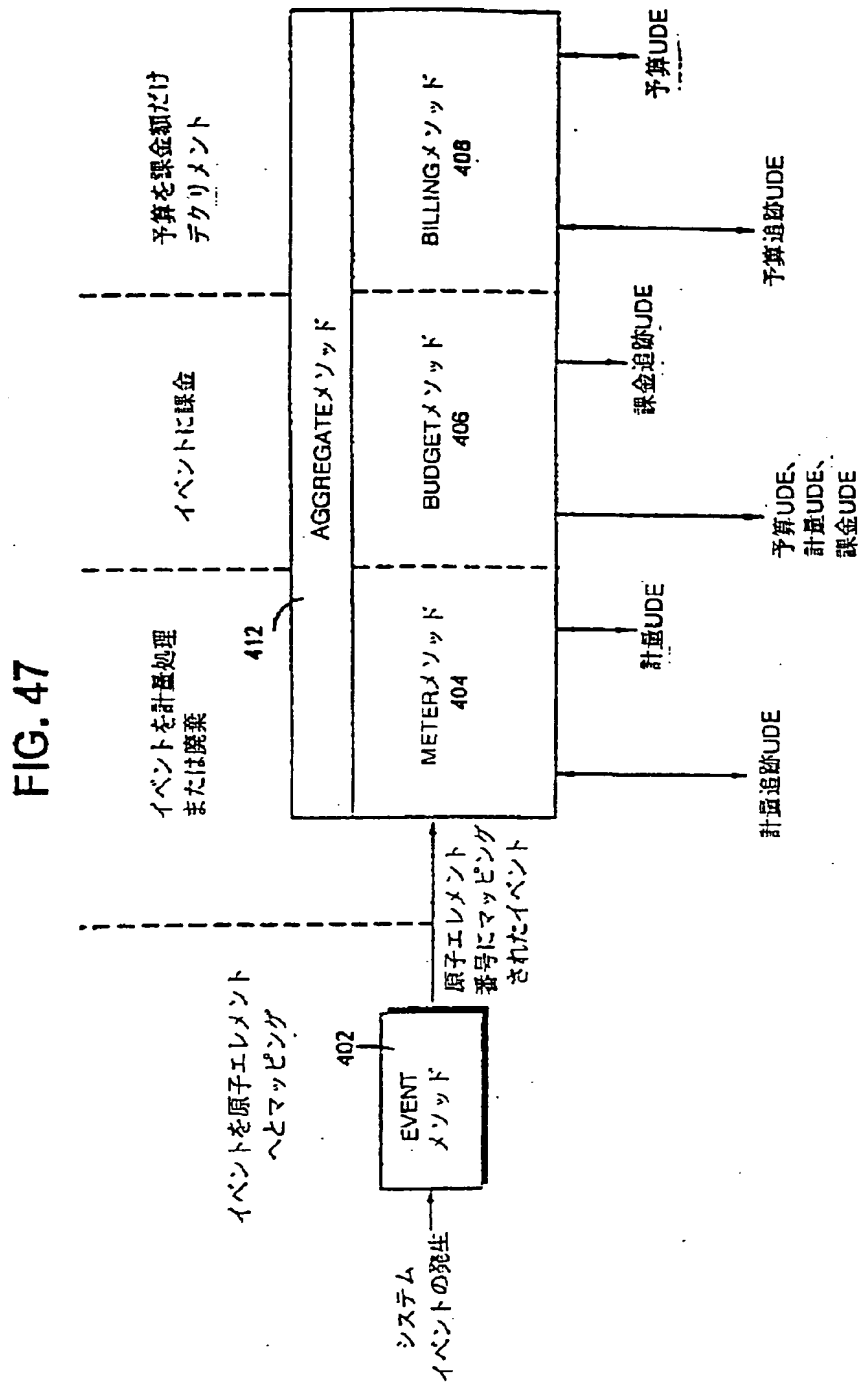 FIG. 47
イベントを原子エレメント
へとマッピング
イベントを計量処理
または廃棄
イベントに課金
予算を課金額だけ
デクリメント
システム
イベントの発生
402
EVENT
メソッド
原子エレメント
番号にマッピング
されたイベント
412
AGGREGATEメソッド
METERメソッド
404
BUDGETメソッド
406
BILLINGメソッド
408
計量追跡UDE
計量UDE
予算UDE、
計量UDE、
課金UDE
課金追跡UDE
予算追跡UDE
予算UDE